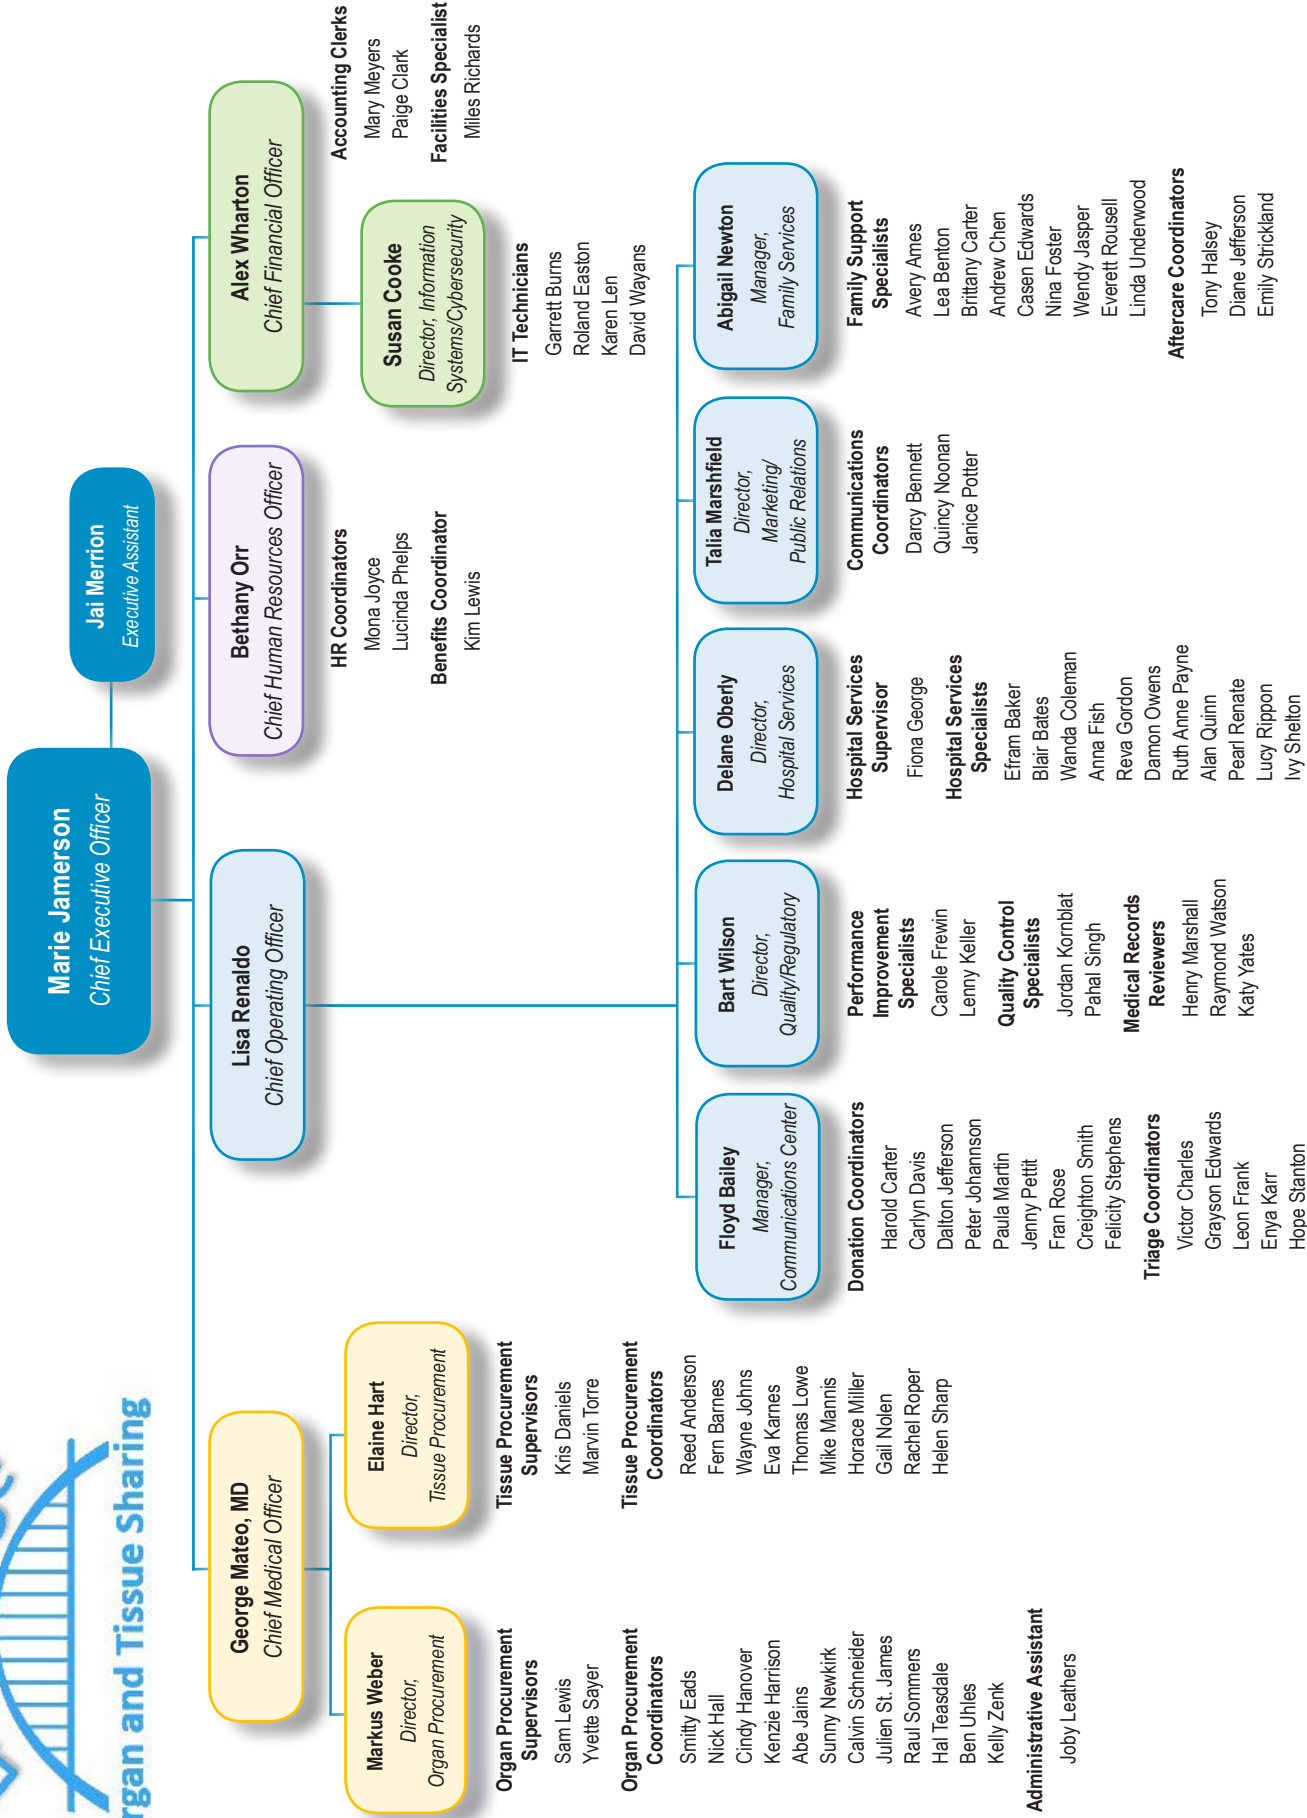 Organ and Tissue Sharing
Marie Jamerson
Chief Executive Officer
Jai Merrion
Executive Assistant
George Mateo, MD
Chief Medical Officer
Lisa Renaldo
Chief Operating Officer
Bethany Orr
Chief Human Resources Officer
HR Coordinators
Mona Joyce
Lucinda Phelps
Benefits Coordinator
Kim Lewis
Alex Wharton
Chief Financial Officer
Accounting Clerks
Mary Meyers
Paige Clark
Facilities Specialist
Miles Richards
Susan Cooke
Director, Information
Systems/Cybersecurity
IT Technicians
Garrett Burns
Roland Easton
Karen Len
David Wayans
Markus Weber
Director,
Organ Procurement
Organ Procurement
Supervisors
Sam Lewis
Yvette Sayer
Organ Procurement
Coordinators
Smitty Eads
Nick Hall
Cindy Hanover
Kenzie Harrison
Abe Jains
Sunny Newkirk
Calvin Schneider
Julien St. James
Raul Sommers
Hal Teasdale
Ben Uhles
Kelly Zenk
Administrative Assistant
Joby Leathers
Elaine Hart
Director,
Tissue Procurement
Tissue Procurement
Supervisors
Kris Daniels
Marvin Torre
Tissue Procurement
Coordinators
Reed Anderson
Fern Barnes
Wayne Johns
Eva Karnes
Thomas Lowe
Mike Mannis
Horace Miller
Gail Nolen
Rachel Roper
Helen Sharp
Floyd Bailey
Manager,
Communications Center
Donation Coordinators
Harold Carter
Carlyn Davis
Dalton Jefferson
Peter Johannson
Paula Martin
Jenny Pettit
Fran Rose
Creighton Smith
Felicity Stephens
Triage Coordinators
Victor Charles
Grayson Edwards
Leon Frank
Enya Karr
Hope Stanton
Bart Wilson
Director,
Quality/Regulatory
Performance
Improvement
Specialists
Carole Frewin
Lenny Keller
Quality Control
Specialists
Jordan Kornblat
Pahal Singh
Medical Records
Reviewers
Henry Marshall
Raymond Watson
Katy Yates
Delane Oberly
Director,
Hospital Services
Hospital Services
Supervisor
Fiona George
Hospital Services
Specialists
Efram Baker
Blair Bates
Wanda Coleman
Anna Fish
Reva Gordon
Damon Owens
Ruth Anne Payne
Alan Quinn
Pearl Renate
Lucy Rippon
Ivy Shelton
Talia Marshfield
Director,
Marketing/
Public Relations
Communications
Coordinators
Darcy Bennett
Quincy Noonan
Janice Potter
Abigail Newton
Manager,
Family Services
Family Support
Specialists
Avery Ames
Lea Benton
Brittany Carter
Andrew Chen
Casen Edwards
Nina Foster
Wendy Jasper
Everett Rousell
Linda Underwood
Aftercare Coordinators
Tony Halsey
Diane Jefferson
Emily Strickland